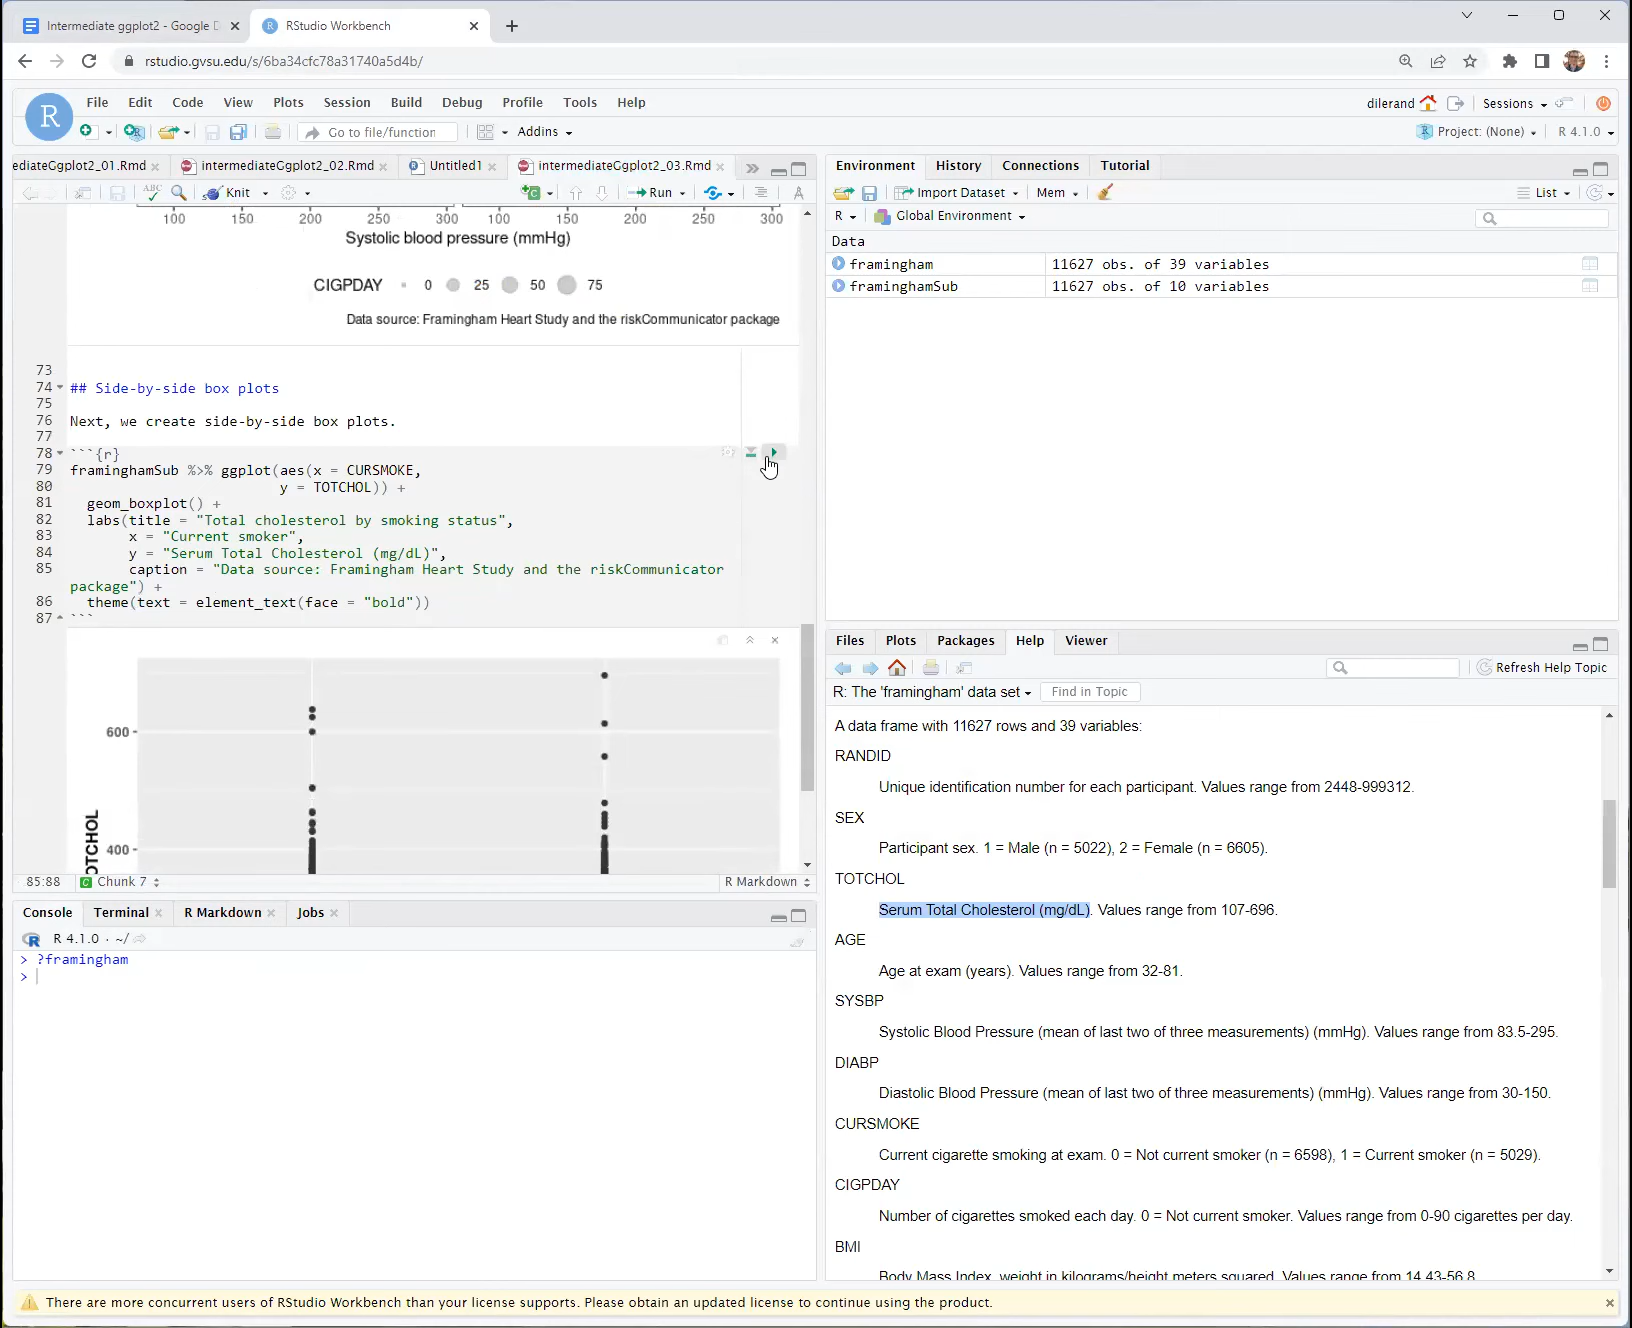 Intermediate ggplot2 - Google D
RStudio Workbench
rstudio.gvsu.edu/s/6ba34cfc78a31740a5d4b/
R
File Edit Code View Plots Session Build Debug Profile Tools Help
dilerand
Sessions
Go to file/function
Addins
Project: (None)
R 4.1.0
ediateGgplot2_01.Rmd
intermediateGgplot2_02.Rmd
Untitled1
intermediateGgplot2_03.Rmd
ABC
Knit
Run
100 150 200 250 300 100 150 200 250 300
Systolic blood pressure (mmHg)
CIGPDAY 0 25 50 75
Data source: Framingham Heart Study and the riskCommunicator package
73
74 ## Side-by-side box plots
75
76 Next, we create side-by-side box plots.
77
78 ```{r}
79 framinghamSub %>% ggplot(aes(x = CURSMOKE,
80 y = TOTCHOL)) +
81 geom_boxplot() +
82 labs(title = "Total cholesterol by smoking status",
83 x = "Current smoker",
84 y = "Serum Total Cholesterol (mg/dL)",
85 caption = "Data source: Framingham Heart Study and the riskCommunicator
package") +
86 theme(text = element_text(face = "bold"))
87 ```
600
400
OTCHOL
85:88
Chunk 7
R Markdown
Console Terminal R Markdown Jobs
R 4.1.0 · ~/
> ?framingham
>
Environment History Connections Tutorial
Import Dataset
Mem
List
R
Global Environment
Data
framingham 11627 obs. of 39 variables
framinghamSub 11627 obs. of 10 variables
Files Plots Packages Help Viewer
Refresh Help Topic
R: The 'framingham' data set
Find in Topic
A data frame with 11627 rows and 39 variables:
RANDID
Unique identification number for each participant. Values range from 2448-999312.
SEX
Participant sex. 1 = Male (n = 5022), 2 = Female (n = 6605).
TOTCHOL
Serum Total Cholesterol (mg/dL). Values range from 107-696.
AGE
Age at exam (years). Values range from 32-81.
SYSBP
Systolic Blood Pressure (mean of last two of three measurements) (mmHg). Values range from 83.5-295.
DIABP
Diastolic Blood Pressure (mean of last two of three measurements) (mmHg). Values range from 30-150.
CURSMOKE
Current cigarette smoking at exam. 0 = Not current smoker (n = 6598), 1 = Current smoker (n = 5029).
CIGPDAY
Number of cigarettes smoked each day. 0 = Not current smoker. Values range from 0-90 cigarettes per day.
BMI
Body Mass Index, weight in kilograms/height meters squared. Values range from 14.43-56.8
There are more concurrent users of RStudio Workbench than your license supports. Please obtain an updated license to continue using the product.